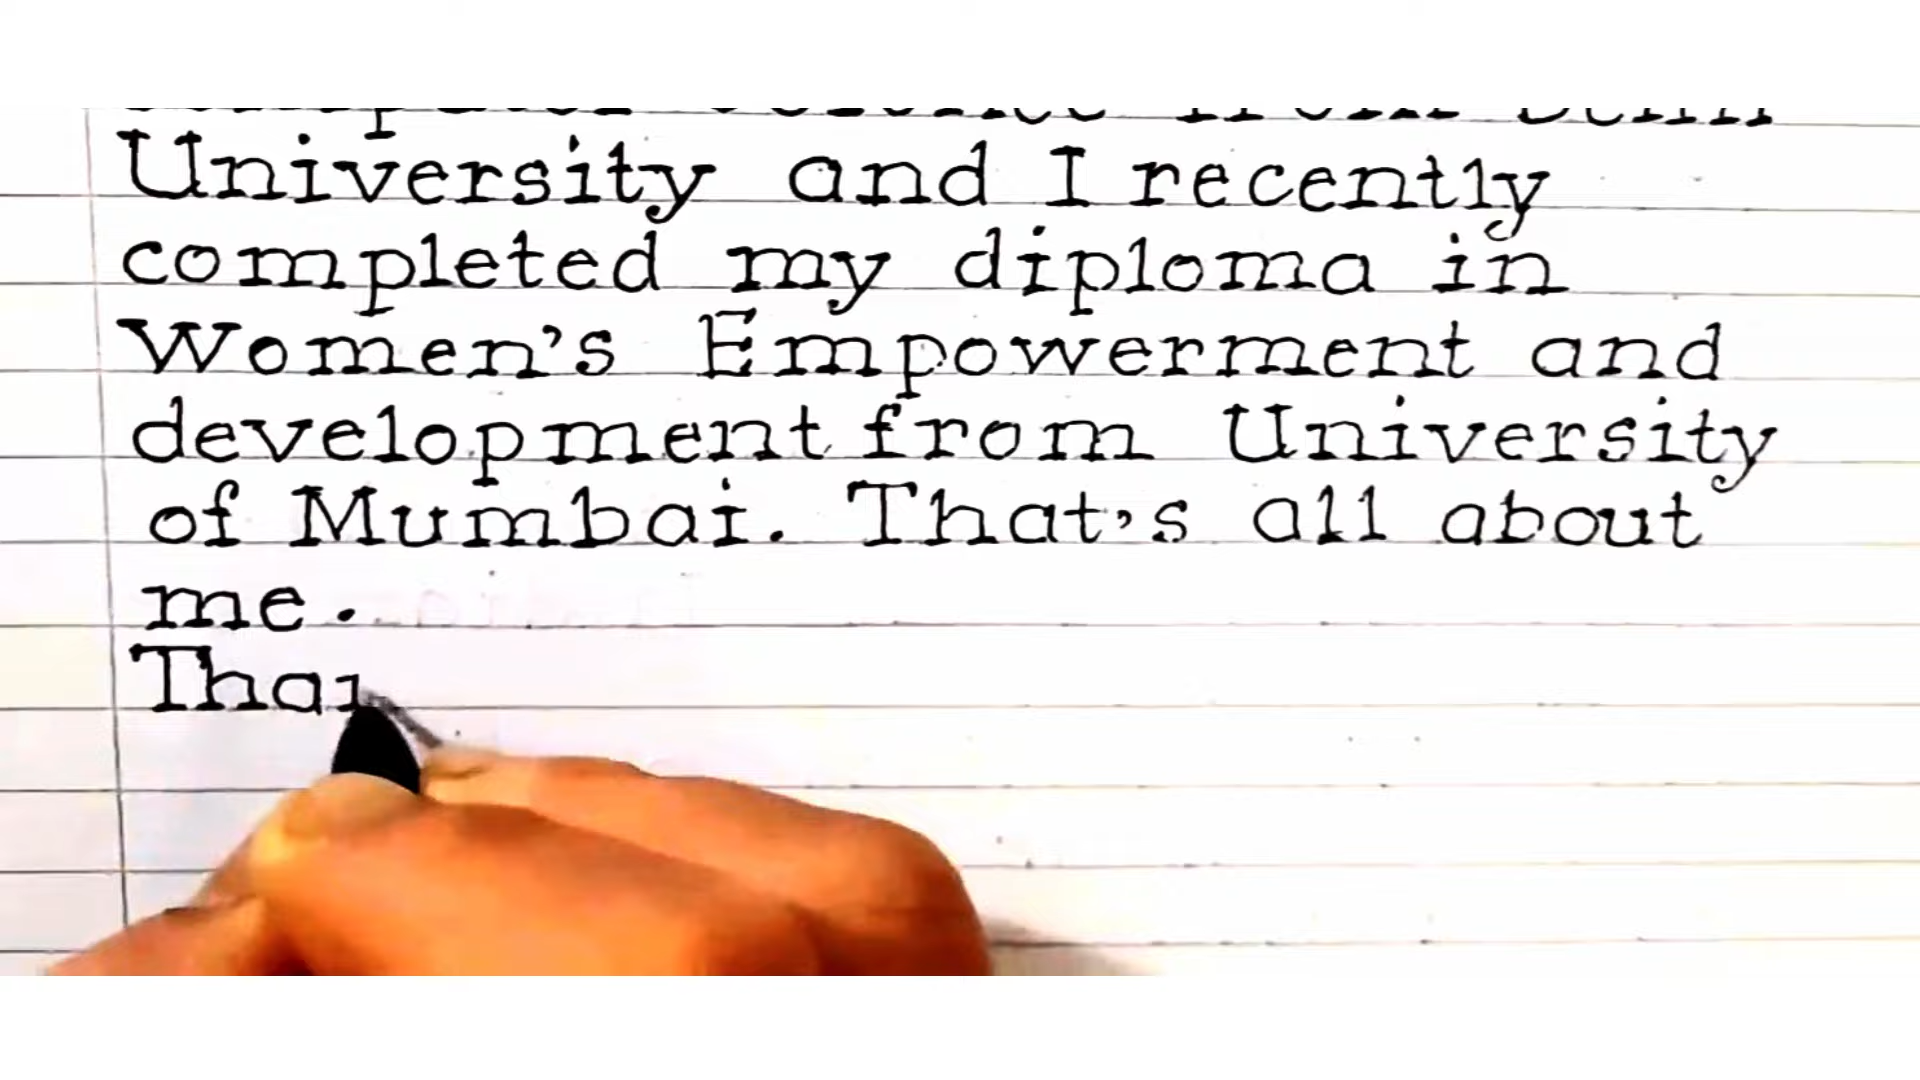 University and I recently
completed my diploma in
Women's Empowerment and
development from University
of Mumbai. That's all about
me.